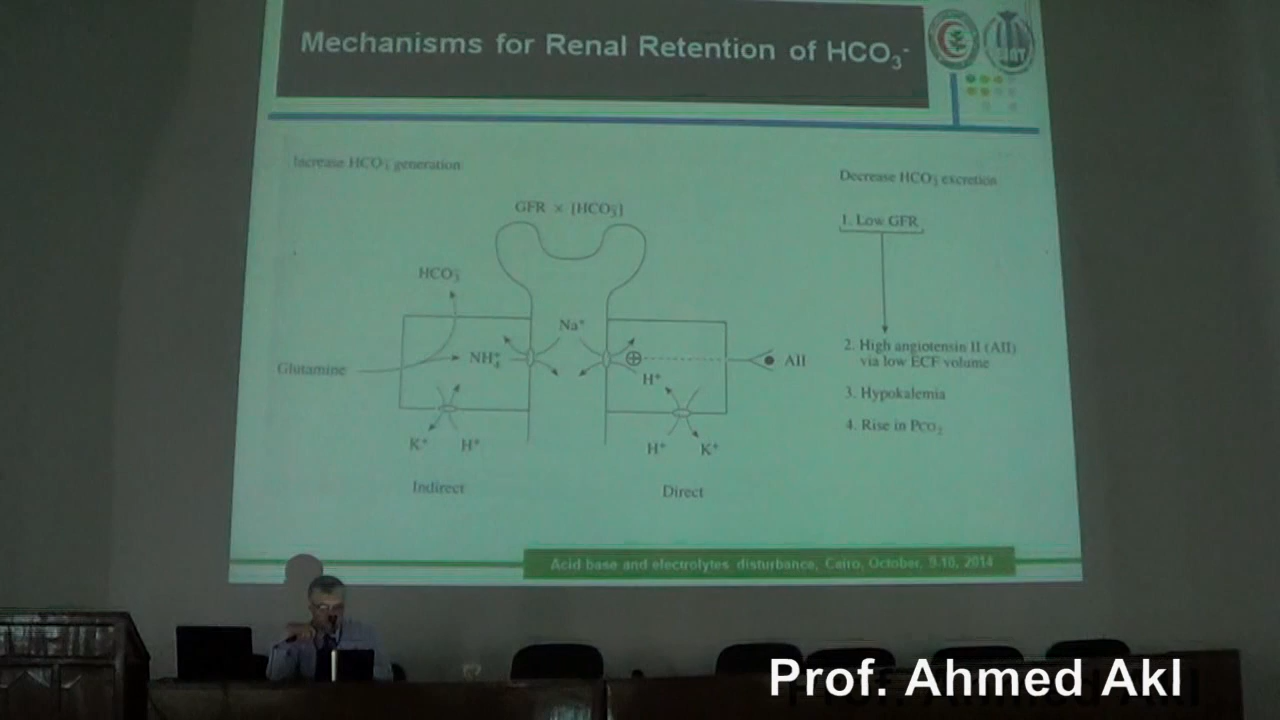 Mechanisms for Renal Retention of HCO₃⁻
Increase HCO₃⁻ generation
GFR × [HCO₃⁻]
HCO₃⁻
Glutamine
NH₄⁺
Na⁺
H⁺
AII
K⁺ H⁺
H⁺ K⁺
Indirect
Direct
Decrease HCO₃⁻ excretion
1. Low GFR
2. High angiotensin II (AII)
via low ECF volume
3. Hypokalemia
4. Rise in PCO₂
Acid base and electrolytes disturbance, Cairo, October, 9-10, 2014
Prof. Ahmed Akl